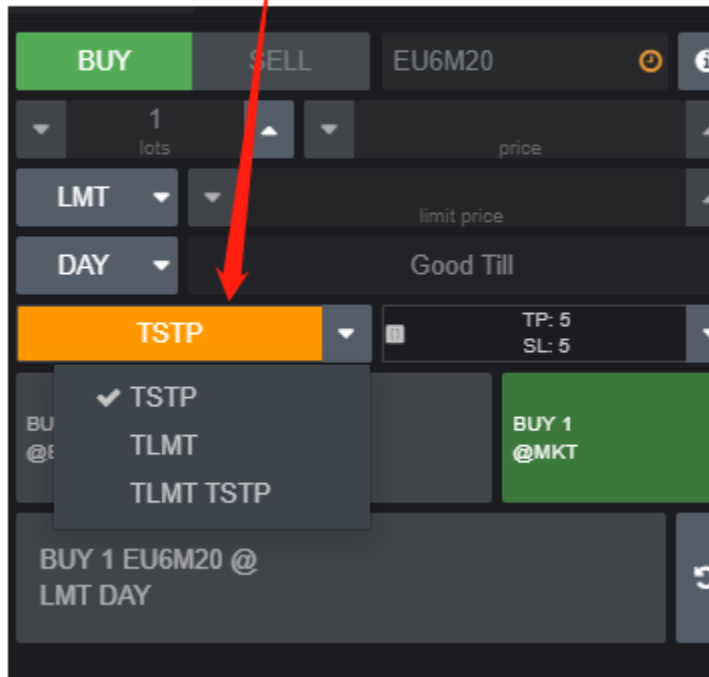 BUY
SELL
EU6M20
1
lots
price
LMT
limit price
DAY
Good Till
TSTP
TP: 5
SL: 5
TSTP
TLMT
TLMT TSTP
BU
BUY 1
@MKT
BUY 1 EU6M20 @
LMT DAY